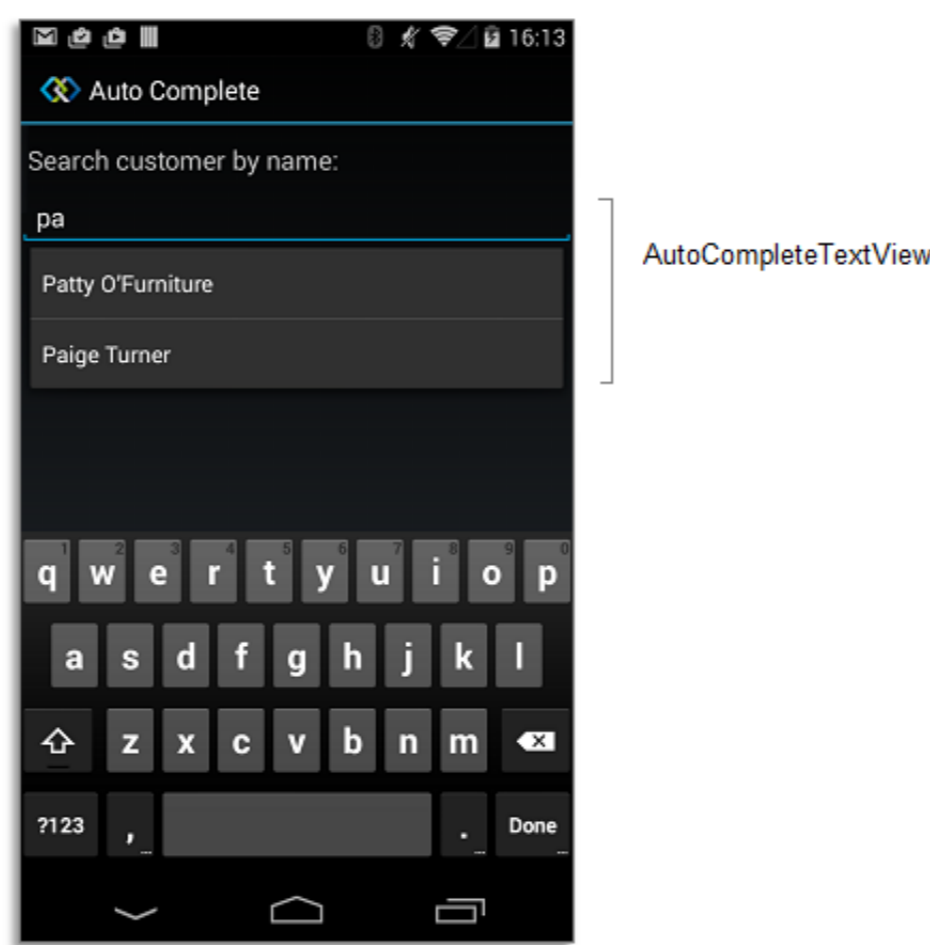 16:13
Auto Complete
Search customer by name:
pa
AutoCompleteTextView
Patty O'Furniture
Paige Turner
1 2 3 4 5 6 7 8 9 0
q w e r t y u i o p
a s d f g h j k l
z x c v b n m
?123 , . Done